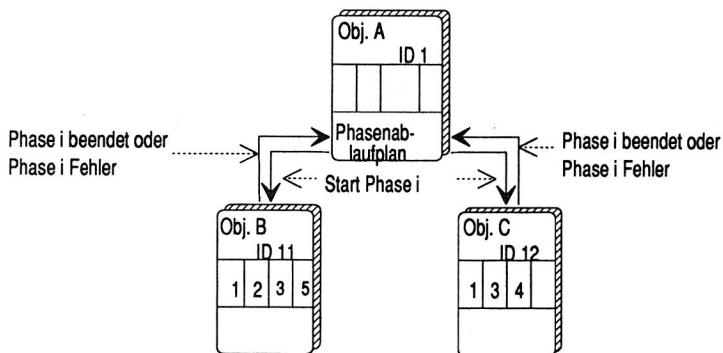 Obj. A
ID 1
Phase i beendet oder
Phase i Fehler
Phasenab-
laufplan
Phase i beendet oder
Phase i Fehler
Start Phase i
Obj. B
ID 11
1 2 3 5
Obj. C
ID 12
1 3 4